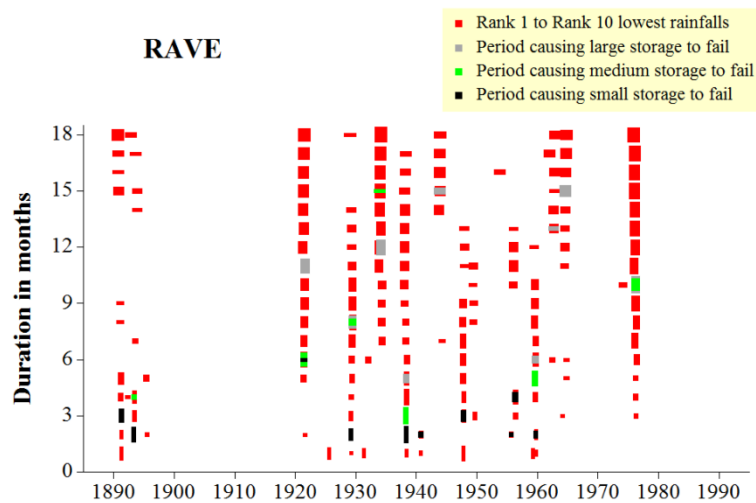 RAVE
Rank 1 to Rank 10 lowest rainfalls
Period causing large storage to fail
Period causing medium storage to fail
Period causing small storage to fail
Duration in months
18
15
12
9
6
3
0
1890 1900 1910 1920 1930 1940 1950 1960 1970 1980 1990